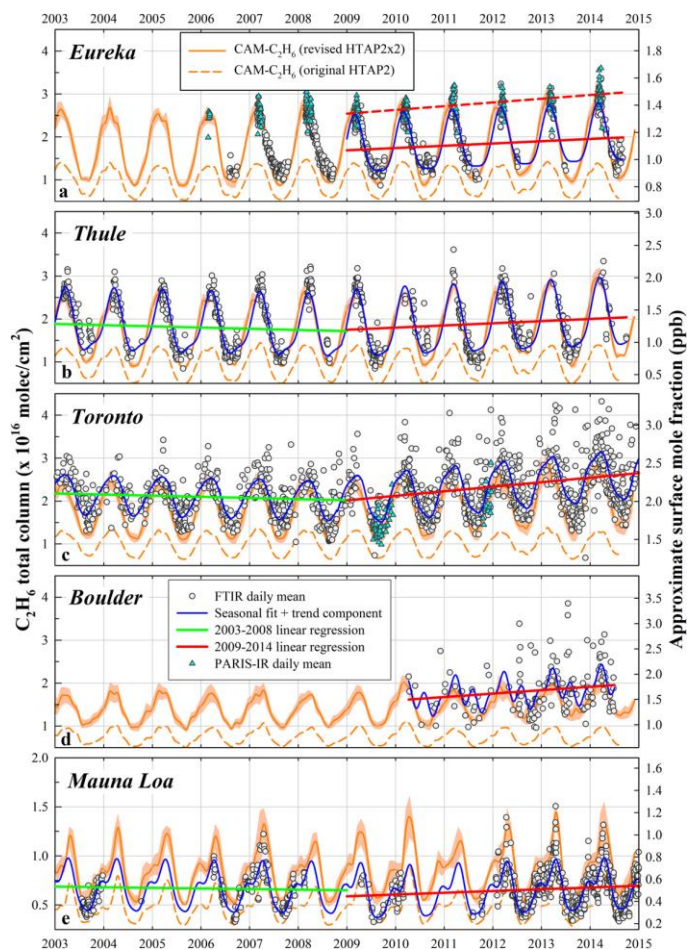 2003 2004 2005 2006 2007 2008 2009 2010 2011 2012 2013 2014 2015
Eureka
CAM-C₂H₆ (revised HTAP2x2)
CAM-C₂H₆ (original HTAP2)
4
3
2
1
1.8
1.6
1.4
1.2
1.0
0.8
a
Thule
4
3
2
1
3.0
2.5
2.0
1.5
1.0
0.5
b
Toronto
4
3
2
1
3.0
2.5
2.0
1.5
c
C₂H₆ total column (x 10¹⁶ molec/cm²)
Approximate surface mole fraction (ppb)
Boulder
FTIR daily mean
Seasonal fit + trend component
2003-2008 linear regression
2009-2014 linear regression
PARIS-IR daily mean
4
3
2
1
3.5
3.0
2.5
2.0
1.5
1.0
d
Mauna Loa
2.0
1.5
1.0
0.5
1.6
1.4
1.2
1.0
0.8
0.6
0.4
0.2
e
2003 2004 2005 2006 2007 2008 2009 2010 2011 2012 2013 2014 2015